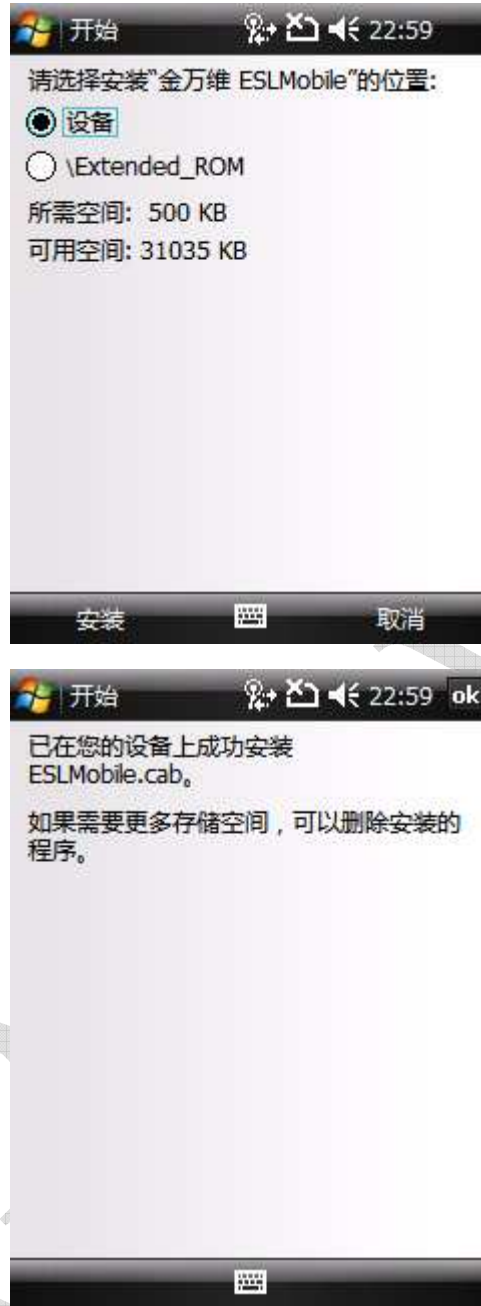 开始 22:59
请选择安装"金万维 ESLMobile"的位置:
设备
\Extended_ROM
所需空间: 500 KB
可用空间: 31035 KB
安装 取消
开始 22:59 ok
已在您的设备上成功安装
ESLMobile.cab。
如果需要更多存储空间，可以删除安装的
程序。